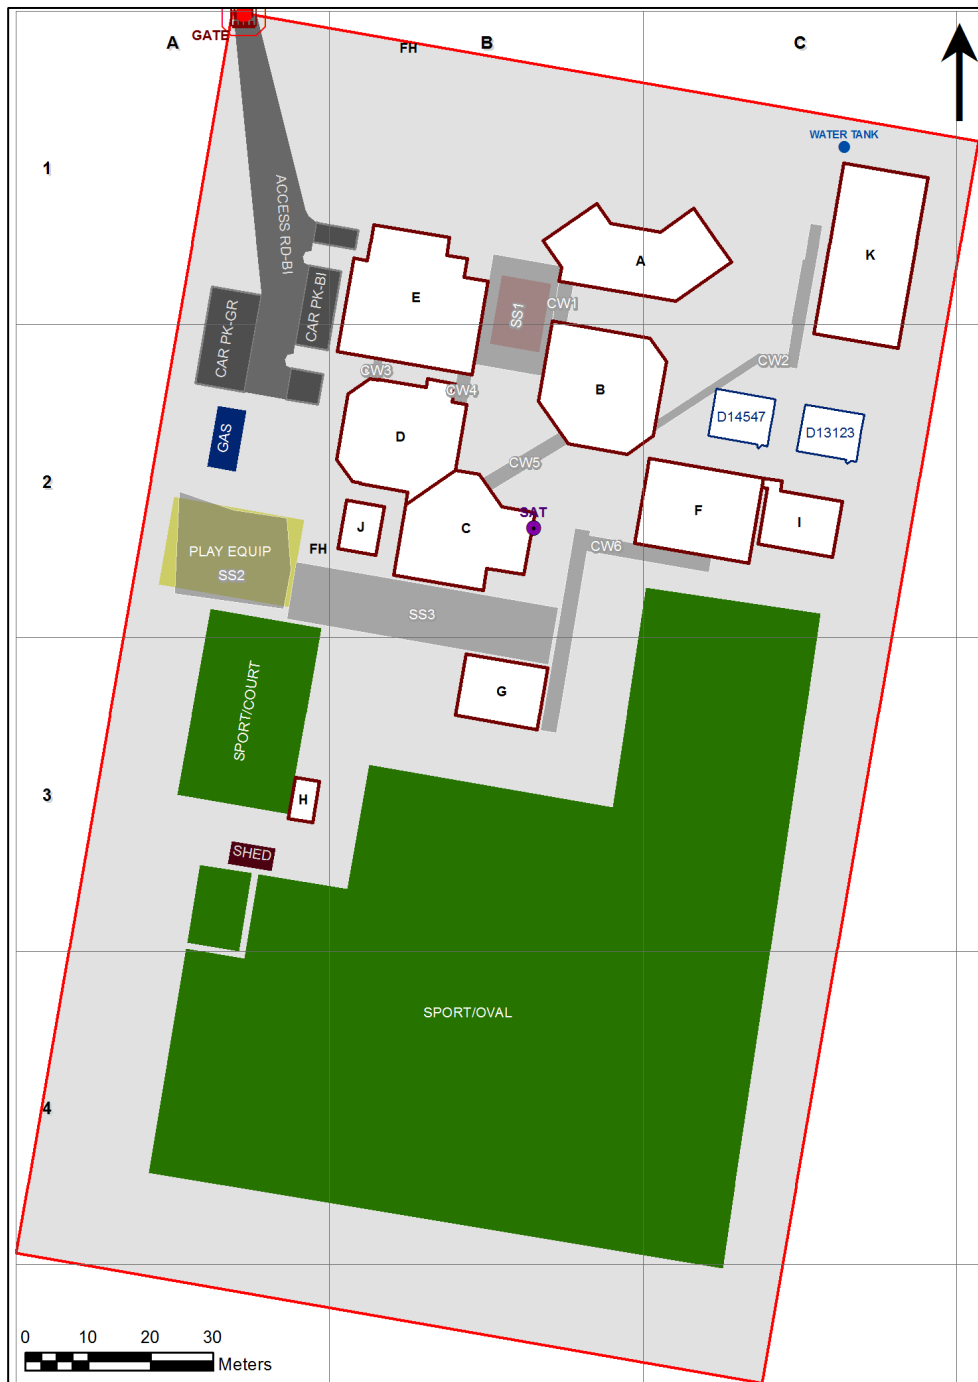 GATE
A
FH
B
C
WATER TANK
1
ACCESS RD-BI
A
K
E
CAR PK-BI
SS1
CW1
CAR PK-GR
CW3
CW4
CW2
B
D14547
D13123
GAS
D
CW5
2
SAT
F
I
J
C
FH
CW6
PLAY EQUIP
SS2
SS3
SPORT/COURT
G
3
H
SHED
SPORT/OVAL
4
0 10 20 30
Meters